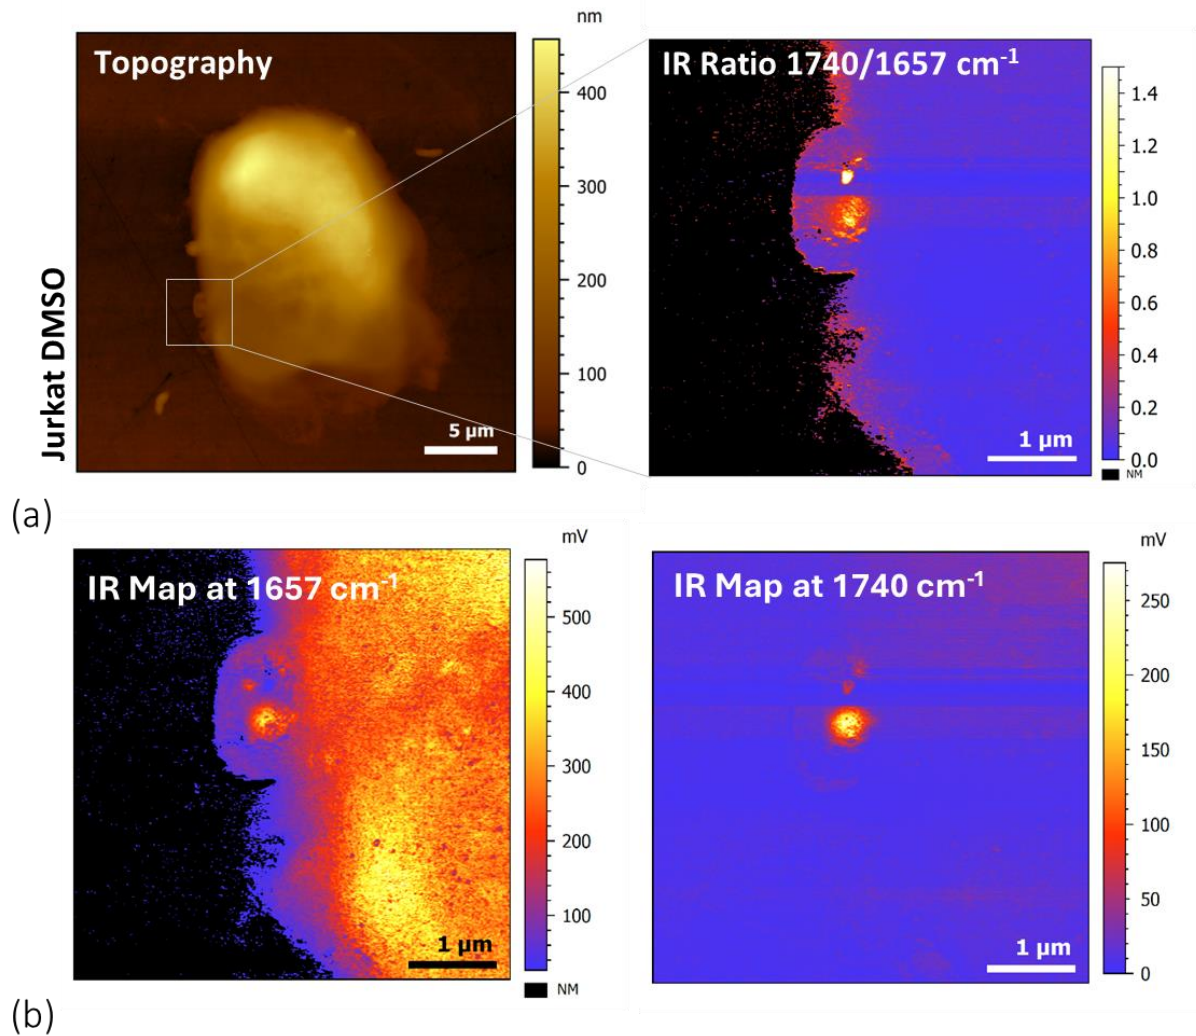 nm
Topography
400
300
200
100
0
5 µm
Jurkat DMSO
IR Ratio 1740/1657 cm-1
1.4
1.2
1.0
0.8
0.6
0.4
0.2
0.0
NM
1 µm
(a)
mV
IR Map at 1657 cm-1
500
400
300
200
100
NM
1 µm
mV
IR Map at 1740 cm-1
250
200
150
100
50
0
1 µm
(b)